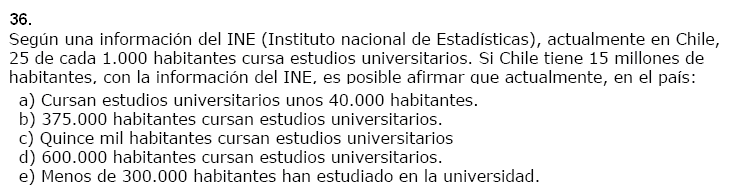 36.
Según una información del INE (Instituto nacional de Estadísticas), actualmente en Chile,
25 de cada 1.000 habitantes cursa estudios universitarios. Si Chile tiene 15 millones de
habitantes, con la información del INE, es posible afirmar que actualmente, en el país:
a) Cursan estudios universitarios unos 40.000 habitantes.
b) 375.000 habitantes cursan estudios universitarios.
c) Quince mil habitantes cursan estudios universitarios
d) 600.000 habitantes cursan estudios universitarios.
e) Menos de 300.000 habitantes han estudiado en la universidad.